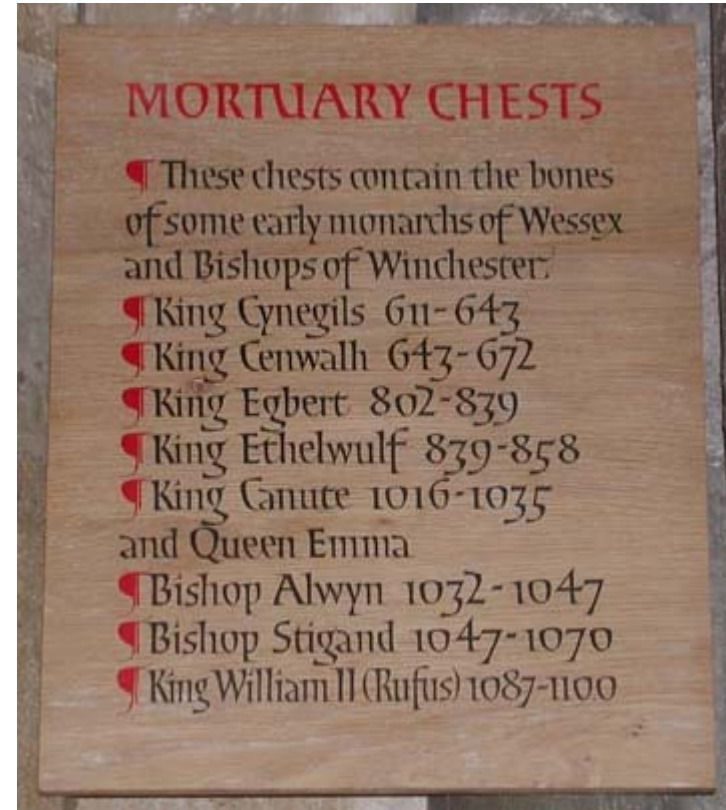 MORTUARY CHESTS
¶ These chests contain the bones
of some early monarchs of Wessex
and Bishops of Winchester:
¶ King Cynegils 611-643
¶ King Cenwalh 643-672
¶ King Egbert 802-839
¶ King Ethelwulf 839-858
¶ King Canute 1016-1035
and Queen Emma
¶ Bishop Alwyn 1032-1047
¶ Bishop Stigand 1047-1070
¶ King William II (Rufus) 1087-1100